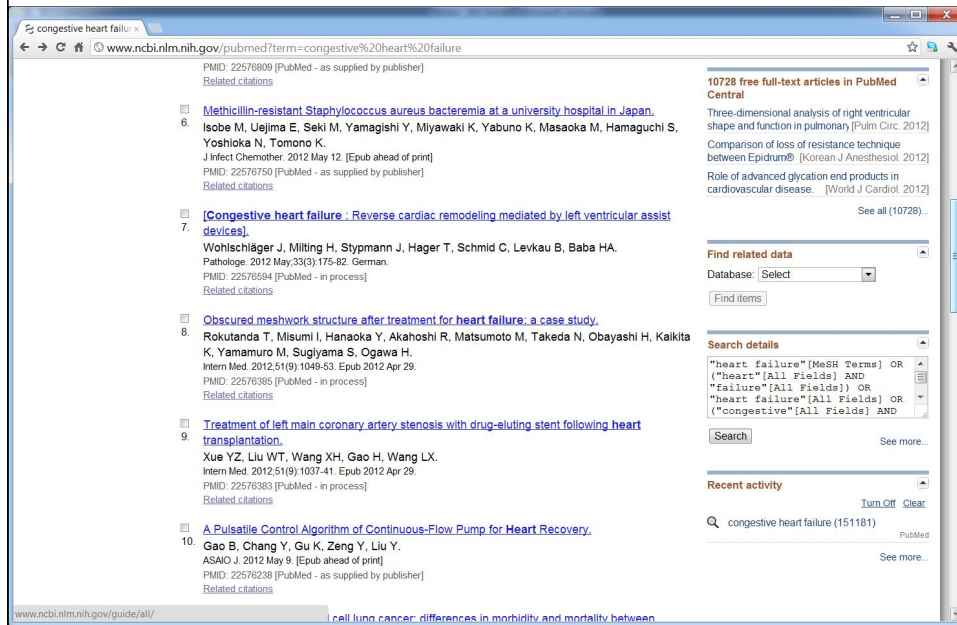 congestive heart failu
www.ncbi.nlm.nih.gov/pubmed?term=congestive%20heart%20failure
PMID: 22576809 [PubMed - as supplied by publisher]
Related citations
6.
Methicillin-resistant Staphylococcus aureus bacteremia at a university hospital in Japan.
Isobe M, Uejima E, Seki M, Yamagishi Y, Miyawaki K, Yabuno K, Masaoka M, Hamaguchi S,
Yoshioka N, Tomono K.
J Infect Chemother. 2012 May 12. [Epub ahead of print]
PMID: 22576750 [PubMed - as supplied by publisher]
Related citations
7.
[Congestive heart failure : Reverse cardiac remodeling mediated by left ventricular assist
devices].
Wohlschläger J, Milting H, Stypmann J, Hager T, Schmid C, Levkau B, Baba HA.
Pathologe. 2012 May;33(3):175-82. German.
PMID: 22576594 [PubMed - in process]
Related citations
8.
Obscured meshwork structure after treatment for heart failure: a case study.
Rokutanda T, Misumi I, Hanaoka Y, Akahoshi R, Matsumoto M, Takeda N, Obayashi H, Kaikita
K, Yamamuro M, Sugiyama S, Ogawa H.
Intern Med. 2012;51(9):1049-53. Epub 2012 Apr 29.
PMID: 22576385 [PubMed - in process]
Related citations
9.
Treatment of left main coronary artery stenosis with drug-eluting stent following heart
transplantation.
Xue YZ, Liu WT, Wang XH, Gao H, Wang LX.
Intern Med. 2012;51(9):1037-41. Epub 2012 Apr 29.
PMID: 22576383 [PubMed - in process]
Related citations
10.
A Pulsatile Control Algorithm of Continuous-Flow Pump for Heart Recovery.
Gao B, Chang Y, Gu K, Zeng Y, Liu Y.
ASAIO J. 2012 May 9. [Epub ahead of print]
PMID: 22576238 [PubMed - as supplied by publisher]
Related citations
l cell lung cancer: differences in morbidity and mortality between
www.ncbi.nlm.nih.gov/guide/all/
10728 free full-text articles in PubMed
Central
Three-dimensional analysis of right ventricular
shape and function in pulmonary [Pulm Circ. 2012]
Comparison of loss of resistance technique
between Epidrum® [Korean J Anesthesiol. 2012]
Role of advanced glycation end products in
cardiovascular disease. [World J Cardiol. 2012]
See all (10728)...
Find related data
Database: Select
Find items
Search details
"heart failure"[MeSH Terms] OR
("heart"[All Fields] AND
"failure"[All Fields]) OR
"heart failure"[All Fields] OR
("congestive"[All Fields] AND
Search
See more...
Recent activity
Turn Off Clear
congestive heart failure (151181)
PubMed
See more...